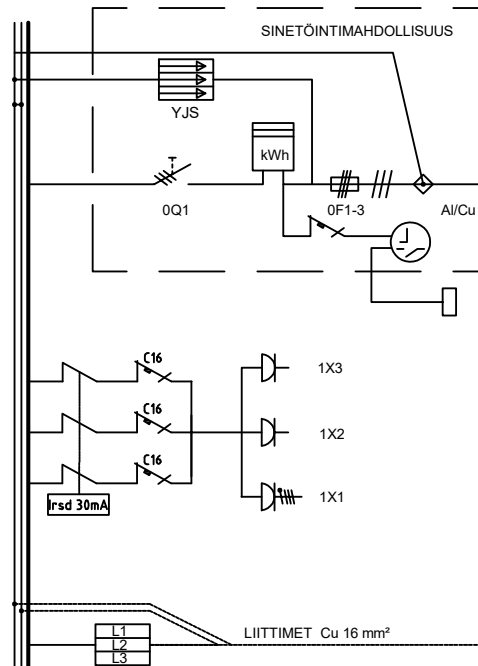 SINETÖINTIMAHDOLLISUUS
YJS
kWh
0Q1
0F1-3
Al/Cu
C16
1X3
C16
1X2
C16
1X1
Irsd 30mA
L1
L2
L3
LIITTIMET Cu 16 mm²